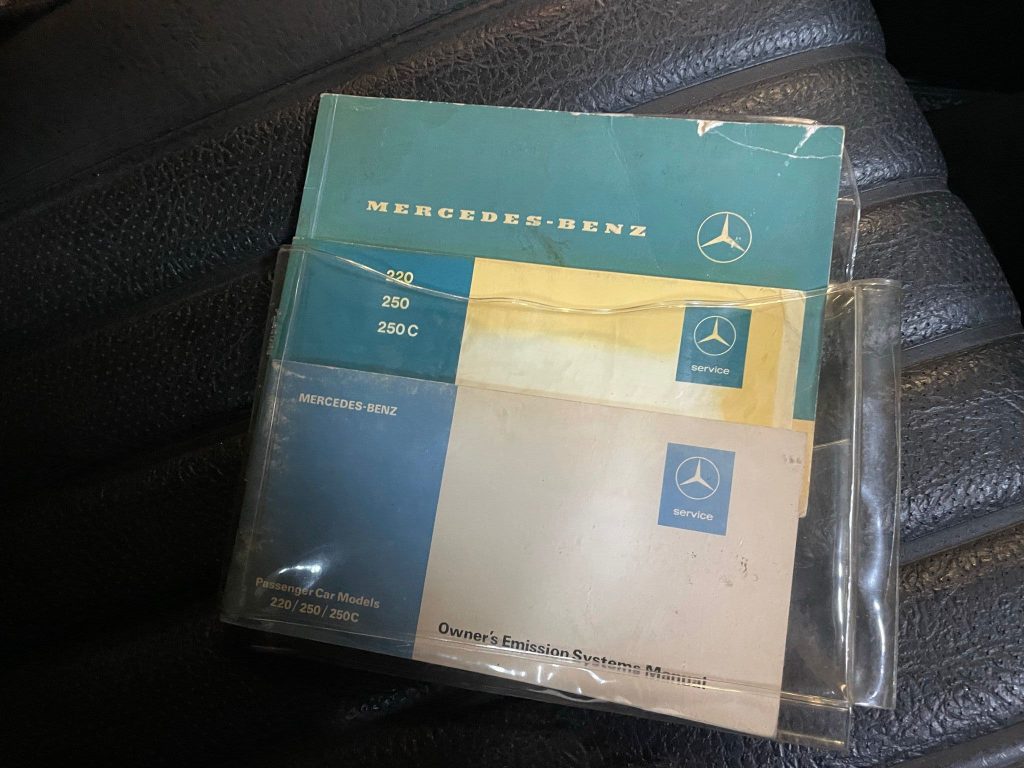 MERCEDES-BENZ
220
250
250 C
service
MERCEDES-BENZ
service
Passenger Car Models
220/250/250C
Owner's Emission Systems Manual